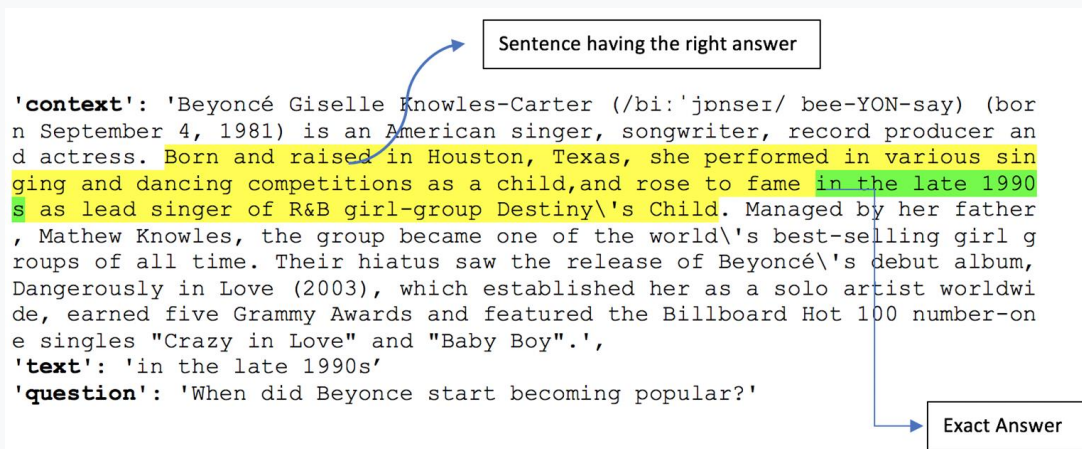 Sentence having the right answer
'context': 'Beyoncé Giselle Knowles-Carter (/biːˈjɒnseɪ/ bee-YON-say) (bor
n September 4, 1981) is an American singer, songwriter, record producer an
d actress. Born and raised in Houston, Texas, she performed in various sin
ging and dancing competitions as a child,and rose to fame in the late 1990
s as lead singer of R&B girl-group Destiny\'s Child. Managed by her father
, Mathew Knowles, the group became one of the world\'s best-selling girl g
roups of all time. Their hiatus saw the release of Beyoncé\'s debut album,
Dangerously in Love (2003), which established her as a solo artist worldwi
de, earned five Grammy Awards and featured the Billboard Hot 100 number-on
e singles "Crazy in Love" and "Baby Boy".',
'text': 'in the late 1990s’
'question': 'When did Beyonce start becoming popular?'
Exact Answer